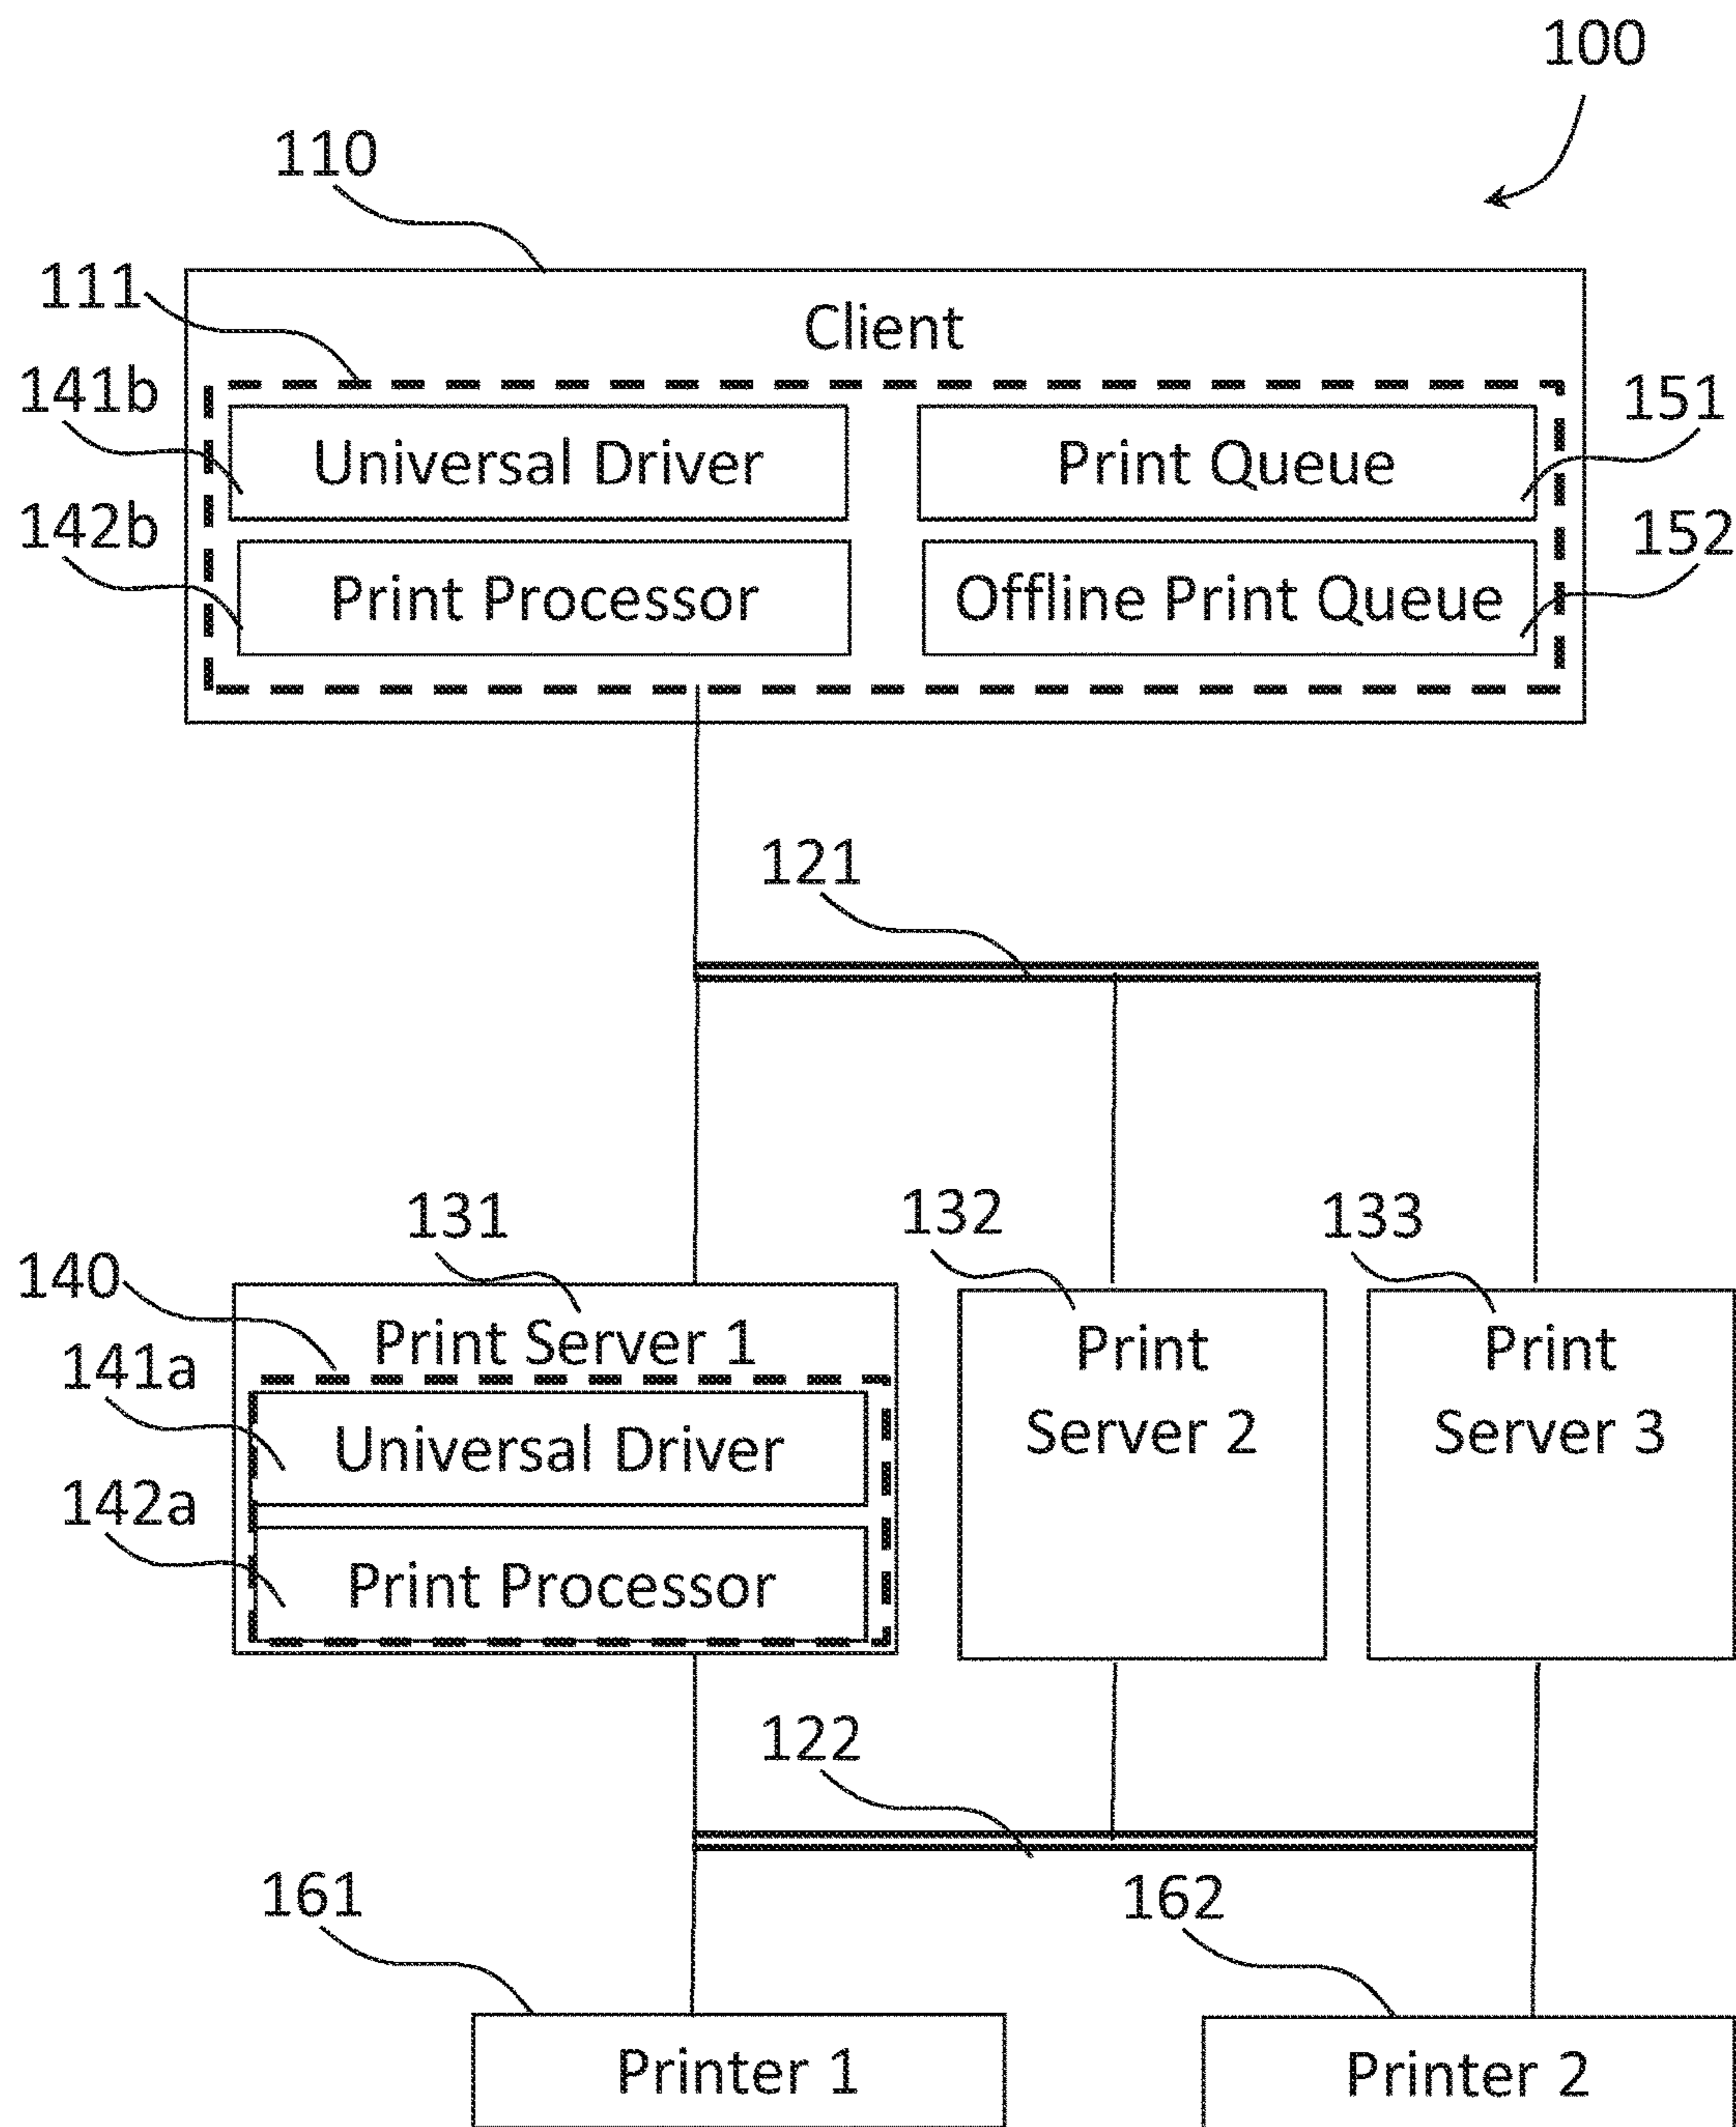 100
110
111
Client
141b
151
Universal Driver
Print Queue
142b
152
Print Processor
Offline Print Queue
121
131
132
133
140
Print Server 1
Print
Server 2
Print
Server 3
141a
Universal Driver
142a
Print Processor
122
161
162
Printer 1
Printer 2